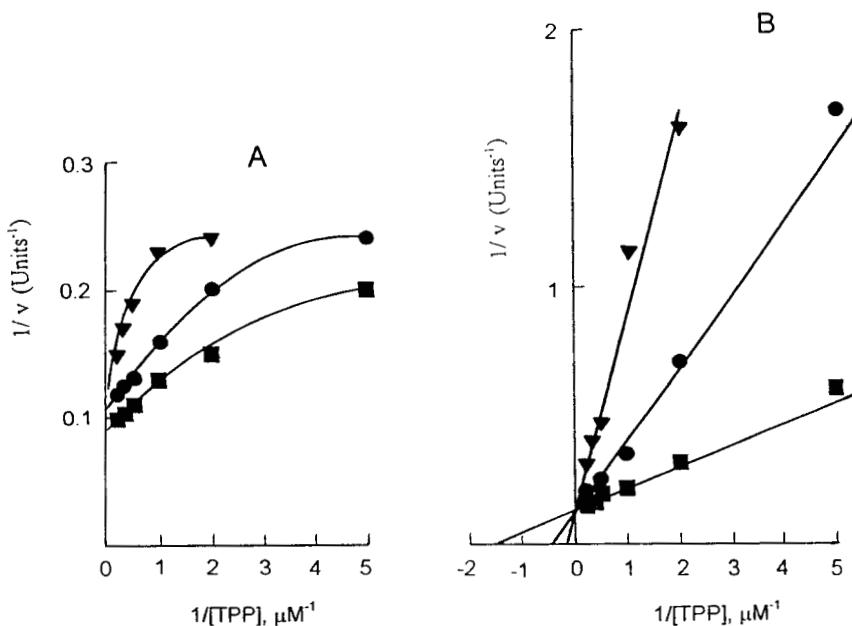 A
0.3
0.2
0.1
1/ v (Units-1)
0 1 2 3 4 5
1/[TPP], μM-1
B
2
1
1/ v (Units-1)
-2 -1 0 1 2 3 4 5
1/[TPP], μM-1